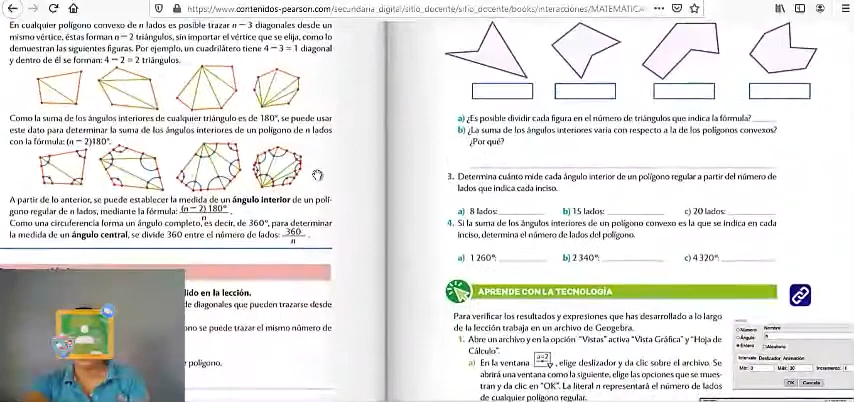 https://www.contenidos-pearson.com/secundaria_digital/sitio_docente/sitio_docente/books/interacciones/MATEMATICA
En cualquier polígono convexo de n lados es posible trazar n − 3 diagonales desde un
mismo vértice, éstas forman n − 2 triángulos, sin importar el vértice que se elija, como lo
demuestran las siguientes figuras. Por ejemplo, un cuadrilátero tiene 4 − 3 = 1 diagonal
y dentro de él se forman: 4 − 2 = 2 triángulos.
Como la suma de los ángulos interiores de cualquier triángulo es de 180°, se puede usar
este dato para determinar la suma de los ángulos interiores de un polígono de n lados
con la fórmula: (n − 2)180°.
A partir de lo anterior, se puede establecer la medida de un ángulo interior de un polí-
gono regular de n lados, mediante la fórmula: (n − 2) 180° / n .
Como una circunferencia forma un ángulo completo, es decir, de 360°, para determinar
la medida de un ángulo central, se divide 360 entre el número de lados: 360 / n .
lido en la lección.
de diagonales que pueden trazarse desde
ono se puede trazar el mismo número de
polígono.
a) ¿Es posible dividir cada figura en el número de triángulos que indica la fórmula?
b) ¿La suma de los ángulos interiores varía con respecto a la de los polígonos convexos?
¿Por qué?
3. Determina cuánto mide cada ángulo interior de un polígono regular a partir del número de
lados que indica cada inciso.
a) 8 lados: b) 15 lados: c) 20 lados:
4. Si la suma de los ángulos interiores de un polígono convexo es la que se indica en cada
inciso, determina el número de lados del polígono.
a) 1 260°: b) 2 340°: c) 4 320°:
APRENDE CON LA TECNOLOGÍA
Para verificar los resultados y expresiones que has desarrollado a lo largo
de la lección trabaja en un archivo de Geogebra.
1. Abre un archivo y en la opción "Vistas" activa "Vista Gráfica" y "Hoja de
Cálculo".
a) En la ventana a=2 , elige deslizador y da clic sobre el archivo. Se
abrirá una ventana como la siguiente, elige las opciones que se mues-
tran y da clic en "OK". La literal n representará el número de lados
de cualquier polígono regular.
Número Nombre
Ángulo n
Entero Aleatorio
Intervalo Deslizador Animación
Mín: 3 Máx: 30 Incremento: 1
OK Cancela